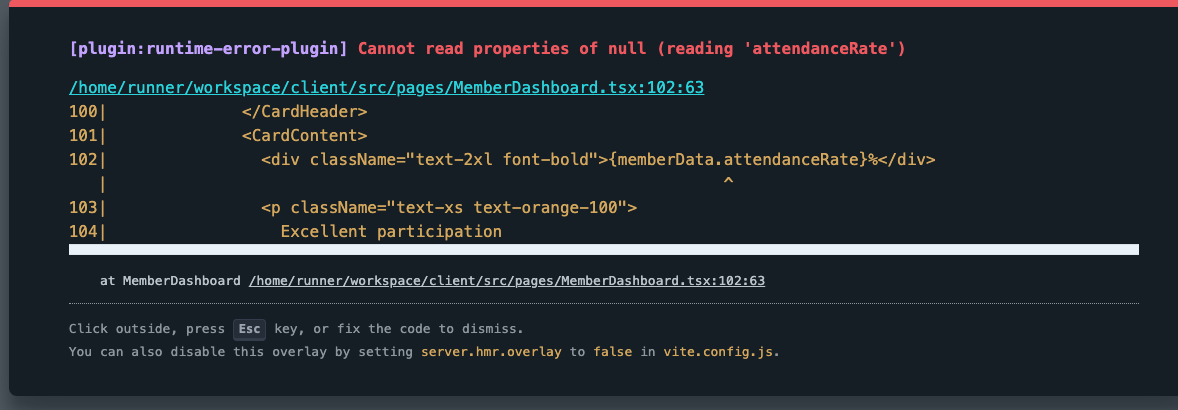 [plugin:runtime-error-plugin] Cannot read properties of null (reading 'attendanceRate')
/home/runner/workspace/client/src/pages/MemberDashboard.tsx:102:63
100|              </CardHeader>
101|              <CardContent>
102|                <div className="text-2xl font-bold">{memberData.attendanceRate}%</div>
   |                                                               ^
103|                <p className="text-xs text-orange-100">
104|                  Excellent participation
at MemberDashboard /home/runner/workspace/client/src/pages/MemberDashboard.tsx:102:63
Click outside, press Esc key, or fix the code to dismiss.
You can also disable this overlay by setting server.hmr.overlay to false in vite.config.js.